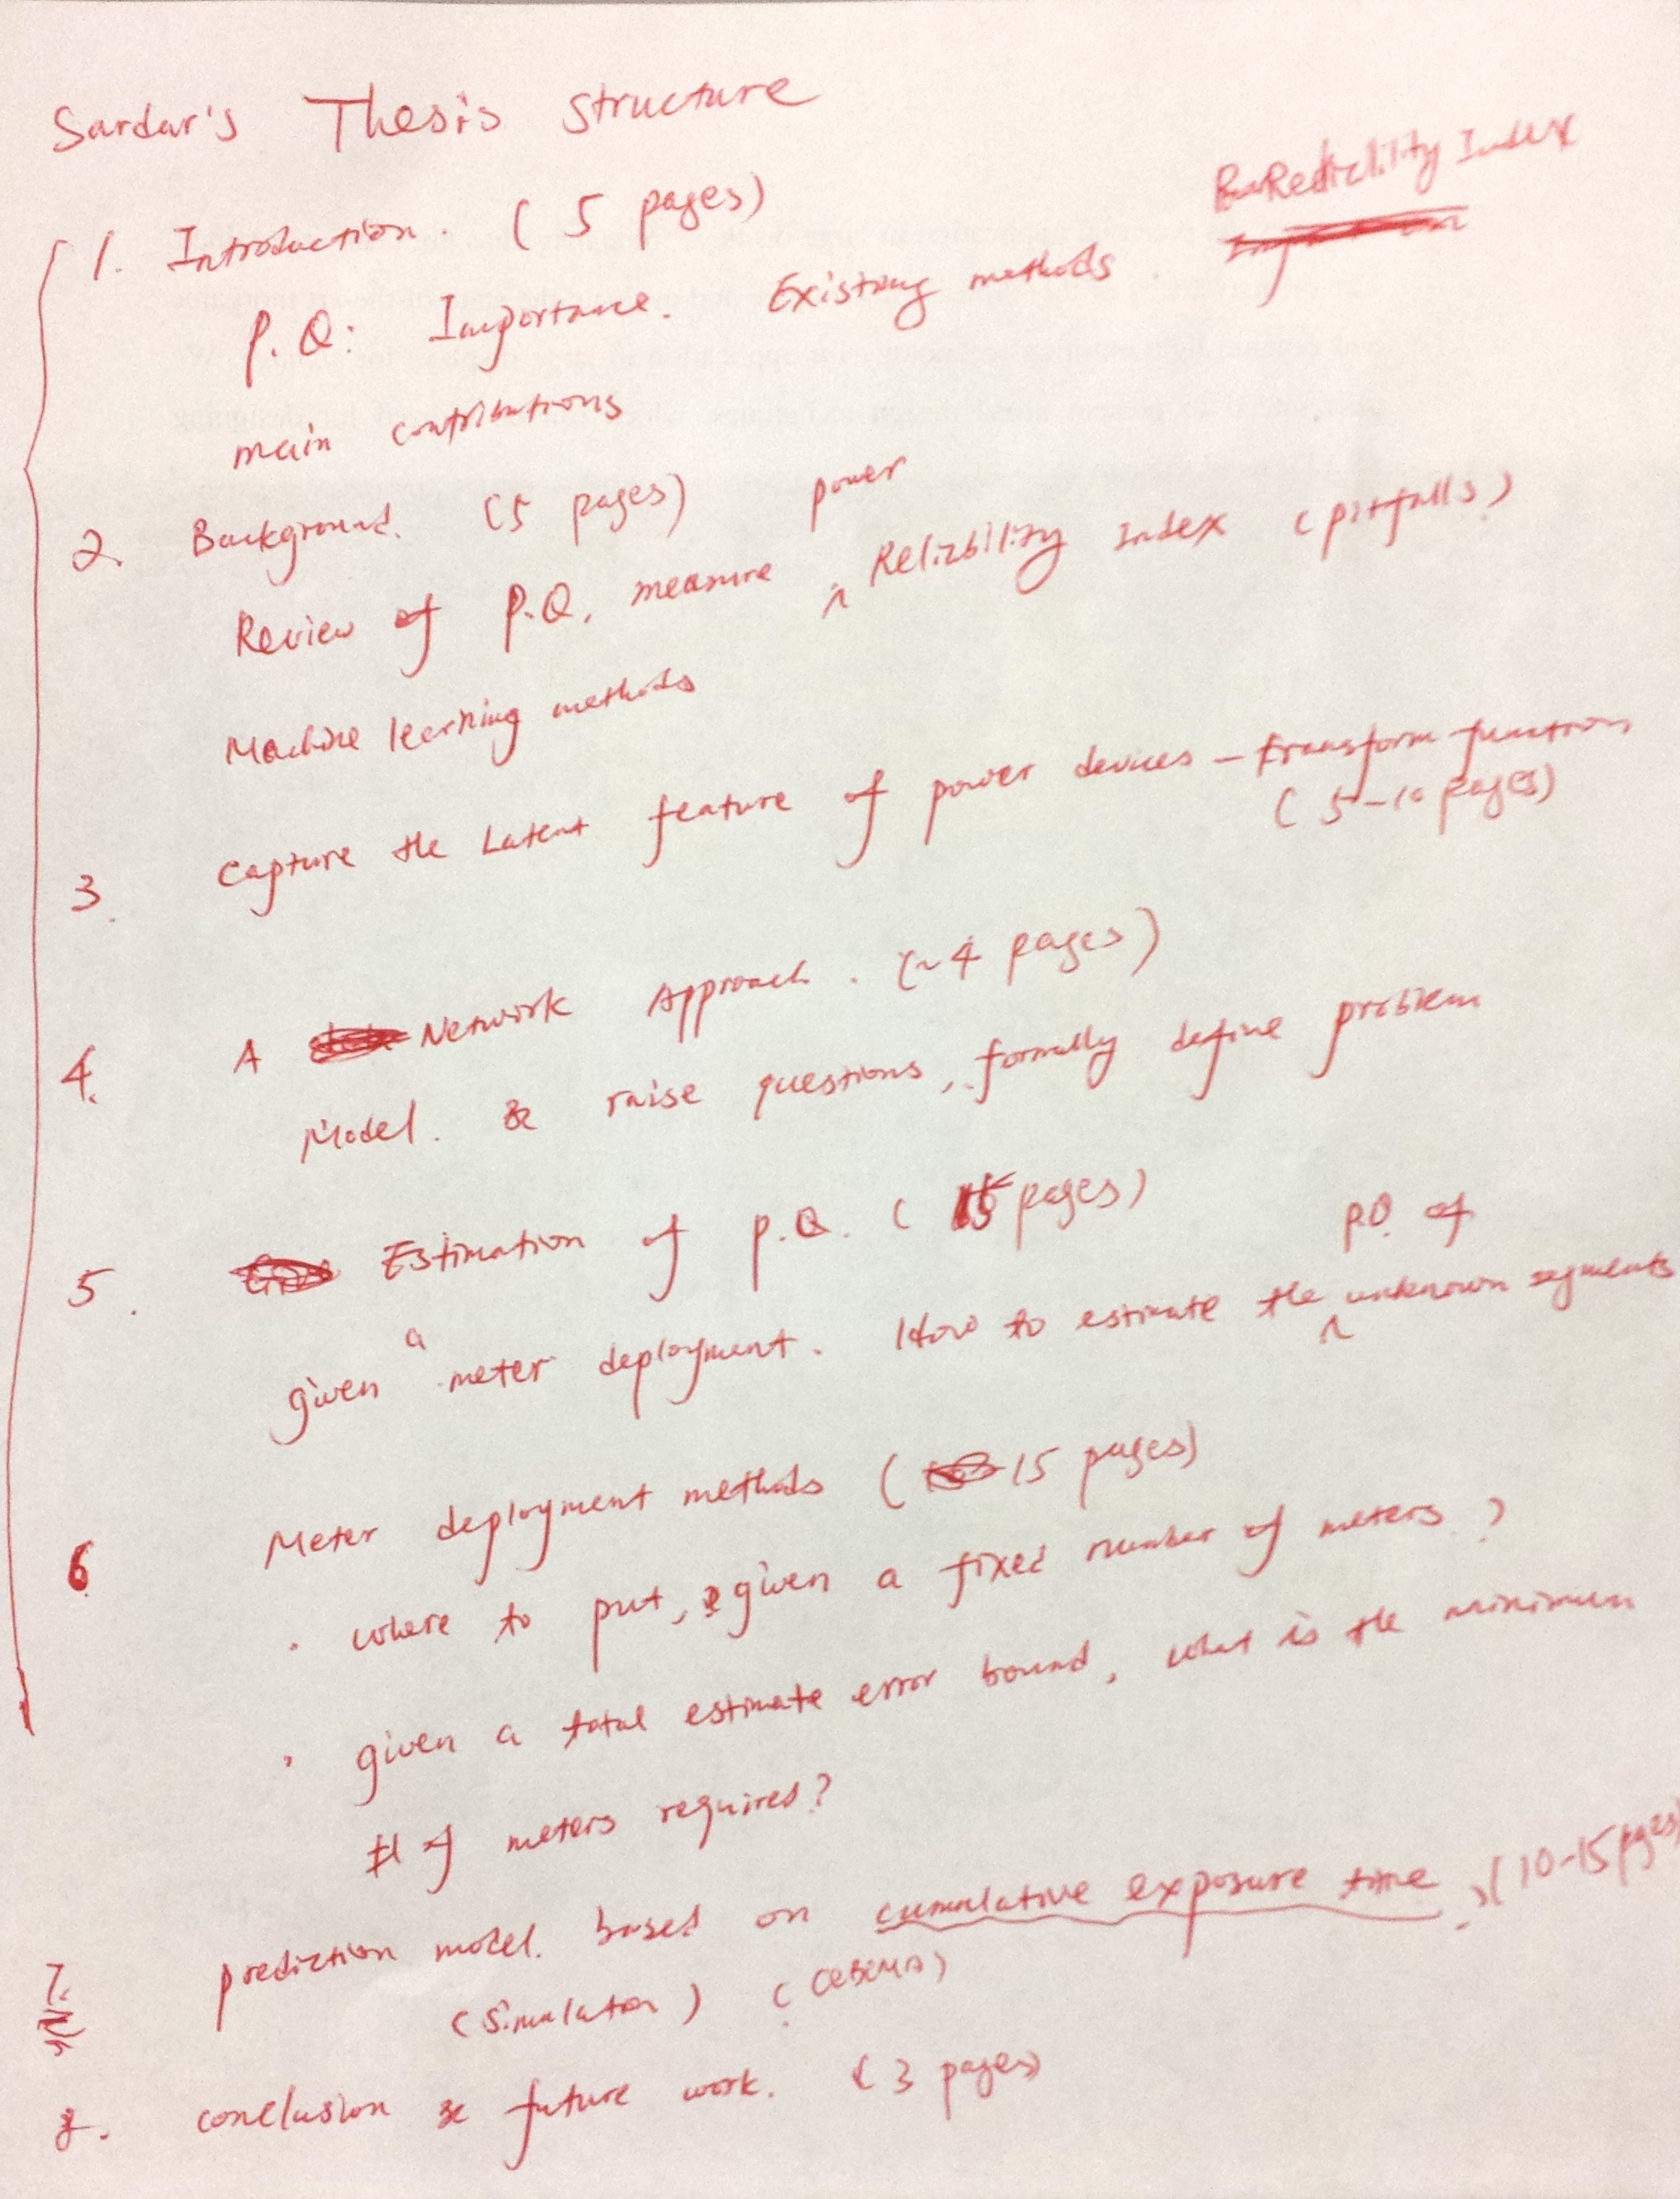 Sardar's Thesis structure
Reliability Index
1. Introduction. ( 5 pages)
P.Q: Importance. Existing methods.
main contributions
2. Background. (5 pages)
Review of P.Q. measure power Reliability Index (pitfalls)
Machine learning methods
3. Capture the Latent feature of power devices - transform function
( 5-10 pages)
4. A Network Approach. (~4 pages)
Model. & raise questions, formally define problem
5. Estimation of P.Q. ( 15 pages)
given a meter deployment. How to estimate the P.Q. of unknown segments
6. Meter deployment methods ( 15 pages)
· where to put, given a fixed number of meters?
· given a total estimate error bound, what is the minimum
# of meters required?
7. prediction model. based on cumulative exposure time. (10-15 pages)
(Simulator)
8. conclusion & future work. (3 pages)